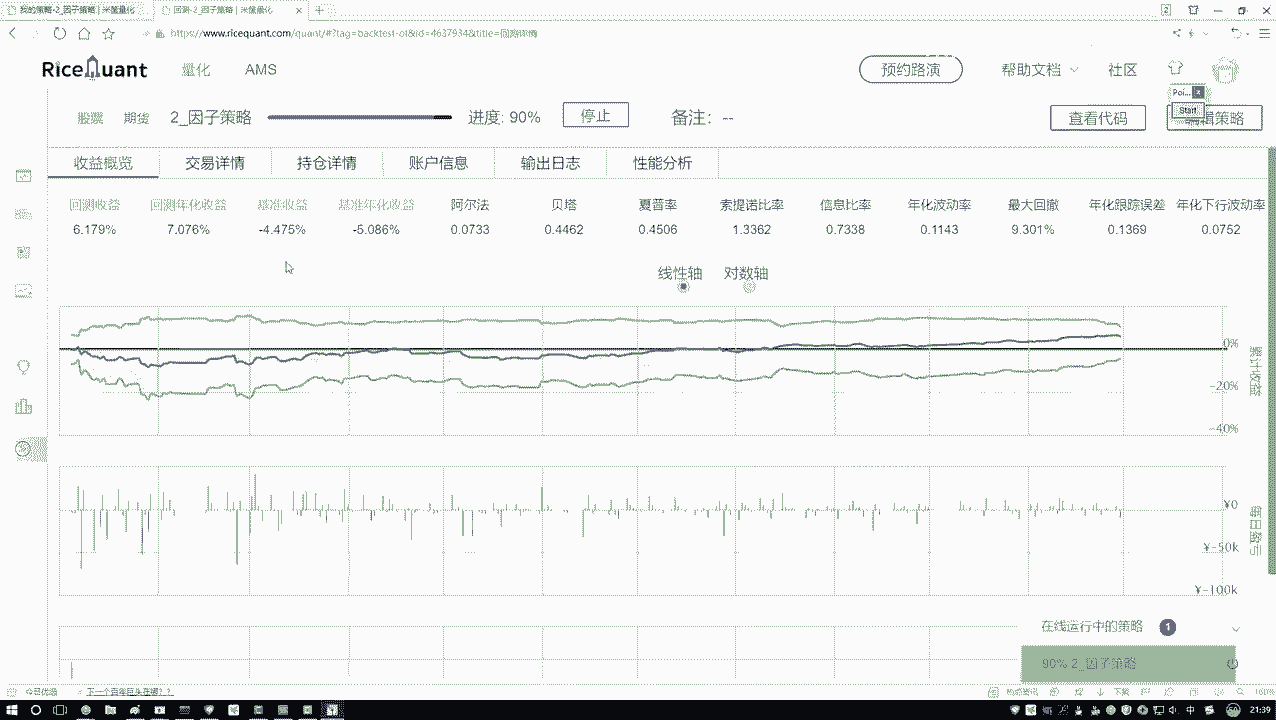 我的策略-2_因子策略 | 米筐量化
回测-2_因子策略 | 米筐量化
https://www.ricequant.com/quant/#?tag=backtest-ot&id=4637934&title=回测详情
RiceQuant 量化 AMS 预约路演 帮助文档 社区
Poi... x
Start
股票 期货 2_因子策略 进度: 90% 停止 备注: -- 查看代码 编辑策略
收益概览 交易详情 持仓详情 账户信息 输出日志 性能分析
回测收益 回测年化收益 基准收益 基准年化收益 阿尔法 贝塔 夏普率 索提诺比率 信息比率 年化波动率 最大回撤 年化跟踪误差 年化下行波动率
6.179% 7.076% -4.475% -5.086% 0.0733 0.4462 0.4506 1.3362 0.7338 0.1143 9.301% 0.1369 0.0752
线性轴 对数轴
0%
-20%
-40%
累计收益
¥0
¥-50k
¥-100k
每日盈亏
在线运行中的策略 1
90% 2_因子策略
今日优选
下载
160%
中
21:39